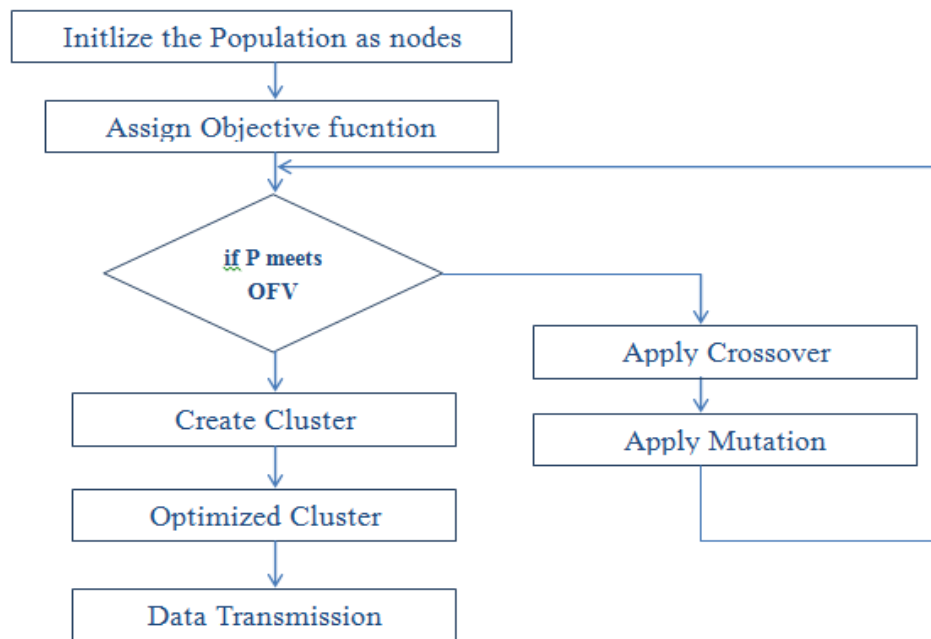 Initlize the Population as nodes
Assign Objective fucntion
if P meets
OFV
Apply Crossover
Create Cluster
Apply Mutation
Optimized Cluster
Data Transmission